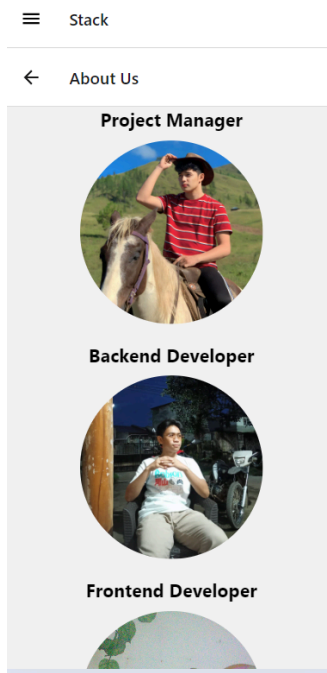 Stack
About Us
Project Manager
Backend Developer
Frontend Developer